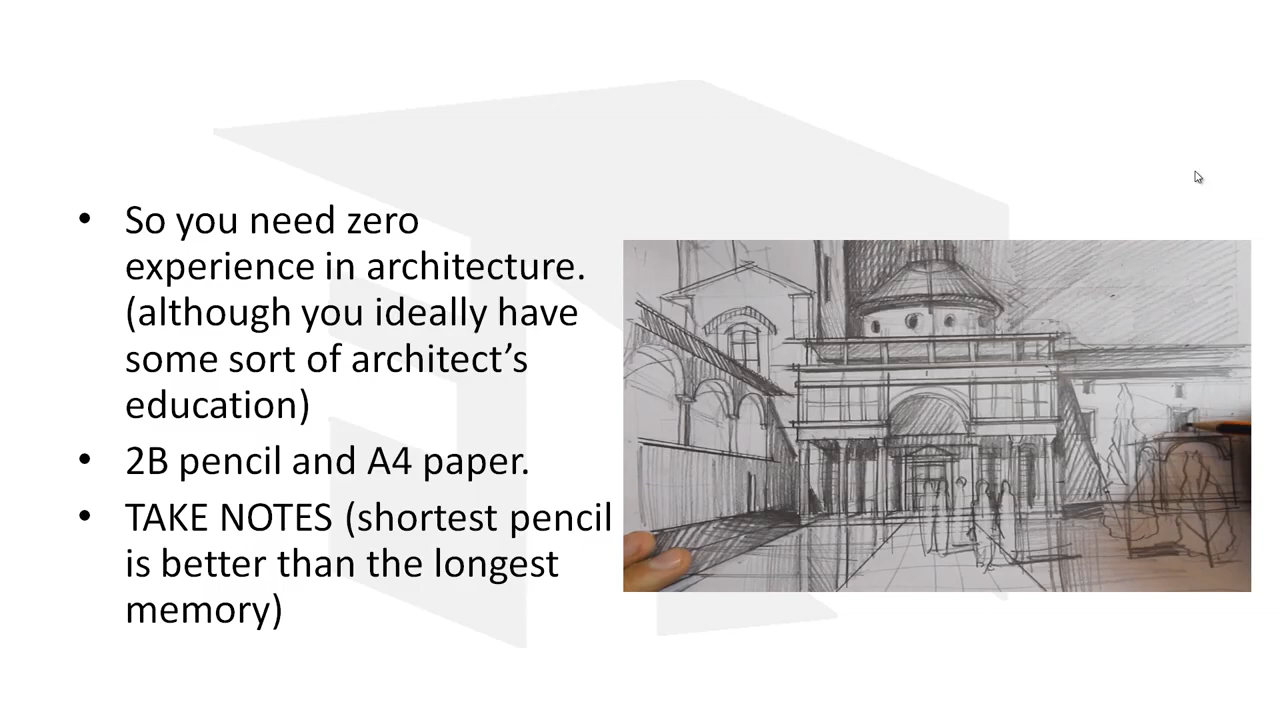 • So you need zero
experience in architecture.
(although you ideally have
some sort of architect’s
education)
• 2B pencil and A4 paper.
• TAKE NOTES (shortest pencil
is better than the longest
memory)